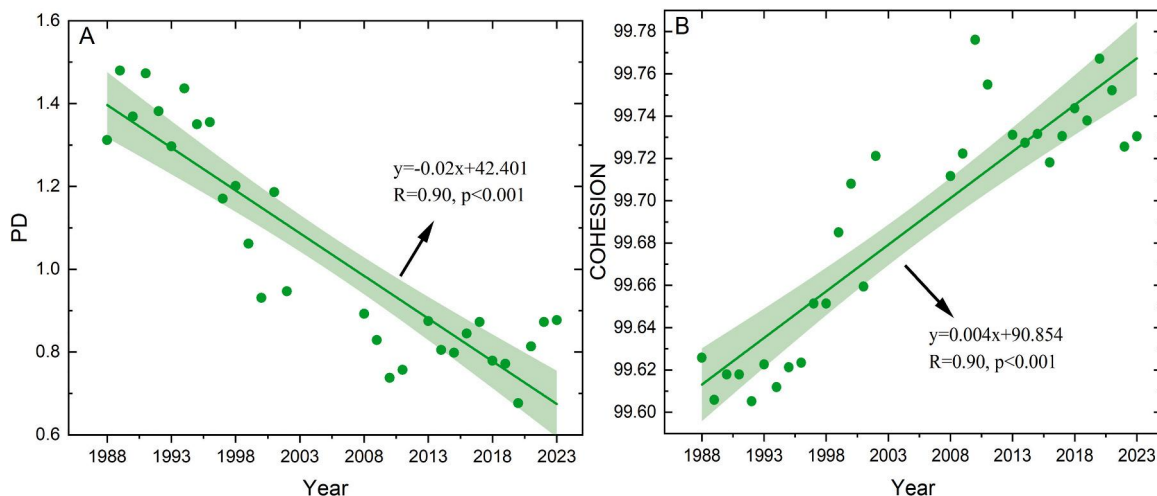 A
1.6
1.4
1.2
1.0
0.8
0.6
PD
y=-0.02x+42.401
R=0.90, p<0.001
1988 1993 1998 2003 2008 2013 2018 2023
Year
B
99.78
99.76
99.74
99.72
99.70
99.68
99.66
99.64
99.62
99.60
COHESION
y=0.004x+90.854
R=0.90, p<0.001
1988 1993 1998 2003 2008 2013 2018 2023
Year